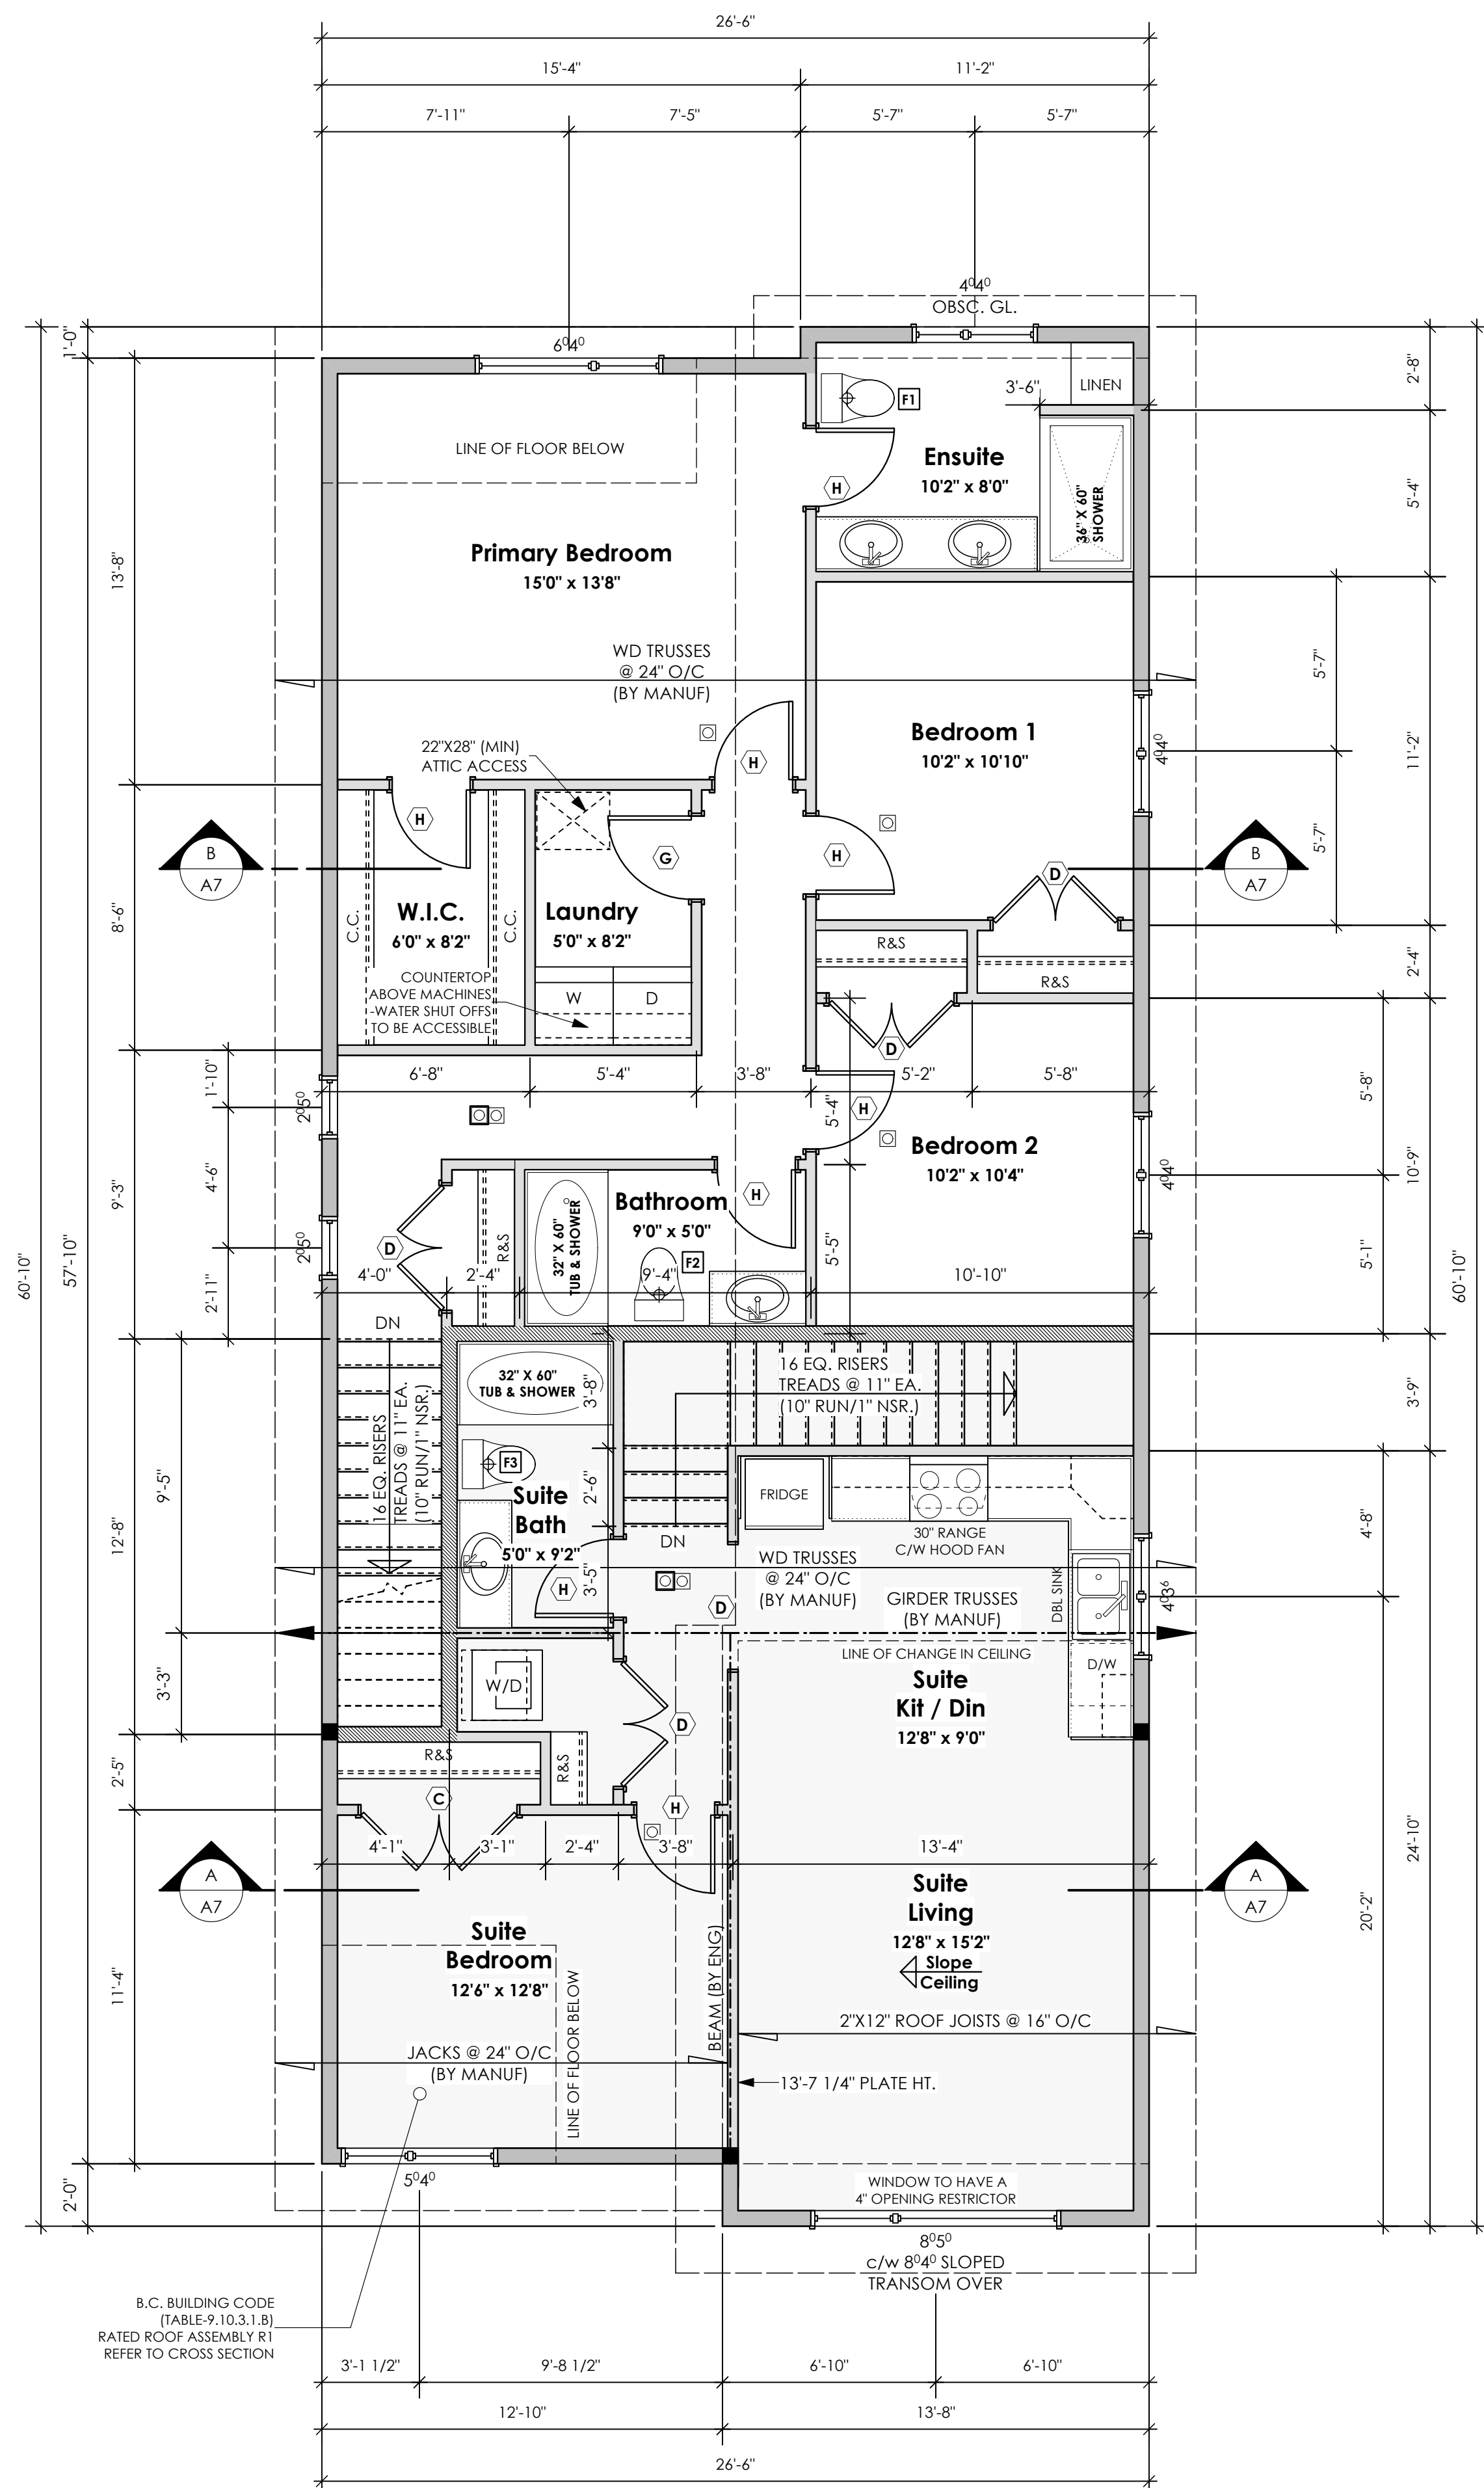 26'-6"
15'-4"
11'-2"
7'-11"
7'-5"
5'-7"
5'-7"
4⁰4⁰
OBSC. GL.
6⁰4⁰
1'-0"
2'-8"
3'-6"
LINEN
F1
LINE OF FLOOR BELOW
Ensuite
10'2" x 8'0"
H
36" X 60"
SHOWER
5'-4"
Primary Bedroom
15'0" x 13'8"
13'-8"
WD TRUSSES
@ 24" O/C
(BY MANUF)
5'-7"
Bedroom 1
10'2" x 10'10"
4⁰4⁰
11'-2"
22"X28" (MIN)
ATTIC ACCESS
H
H
G
H
5'-7"
B
A7
B
A7
D
8'-6"
C.C.
W.I.C.
6'0" x 8'2"
C.C.
Laundry
5'0" x 8'2"
R&S
R&S
2'-4"
COUNTERTOP
ABOVE MACHINES
-WATER SHUT OFFS
TO BE ACCESSIBLE
W
D
D
6'-8"
5'-4"
3'-8"
5'-2"
5'-8"
1'-10"
2⁰5⁰
5'-4"
H
5'-8"
Bedroom 2
10'2" x 10'4"
4⁰4⁰
10'-9"
4'-6"
9'-3"
Bathroom
9'0" x 5'0"
H
32" X 60"
TUB & SHOWER
F2
D
R&S
2⁰5⁰
5'-5"
5'-1"
60'-10"
57'-10"
60'-10"
2'-11"
4'-0"
2'-4"
9'-4"
10'-10"
DN
16 EQ. RISERS
TREADS @ 11" EA.
(10" RUN/1" NSR.)
32" X 60"
TUB & SHOWER
3'-8"
16 EQ. RISERS
TREADS @ 11" EA.
(10" RUN/1" NSR.)
3'-9"
9'-5"
12'-8"
F3
Suite
Bath
5'0" x 9'2"
2'-6"
H
3'-5"
DN
FRIDGE
30" RANGE
C/W HOOD FAN
4'-8"
WD TRUSSES
@ 24" O/C
(BY MANUF)
D
GIRDER TRUSSES
(BY MANUF)
DBL SINK
4⁰3⁶
LINE OF CHANGE IN CEILING
D/W
3'-3"
W/D
Suite
Kit / Din
12'8" x 9'0"
D
R&S
R&S
2'-5"
C
H
4'-1"
3'-1"
2'-4"
3'-8"
13'-4"
A
A7
A
A7
Suite
Living
12'8" x 15'2"
Slope
Ceiling
24'-10"
20'-2"
Suite
Bedroom
12'6" x 12'8"
11'-4"
BEAM (BY ENG)
LINE OF FLOOR BELOW
2"X12" ROOF JOISTS @ 16" O/C
JACKS @ 24" O/C
(BY MANUF)
13'-7 1/4" PLATE HT.
5⁰4⁰
2'-0"
WINDOW TO HAVE A
4" OPENING RESTRICTOR
8⁰5⁰
c/w 8⁰4⁰ SLOPED
TRANSOM OVER
B.C. BUILDING CODE
(TABLE-9.10.3.1.B)
RATED ROOF ASSEMBLY R1
REFER TO CROSS SECTION
3'-1 1/2"
9'-8 1/2"
6'-10"
6'-10"
12'-10"
13'-8"
26'-6"